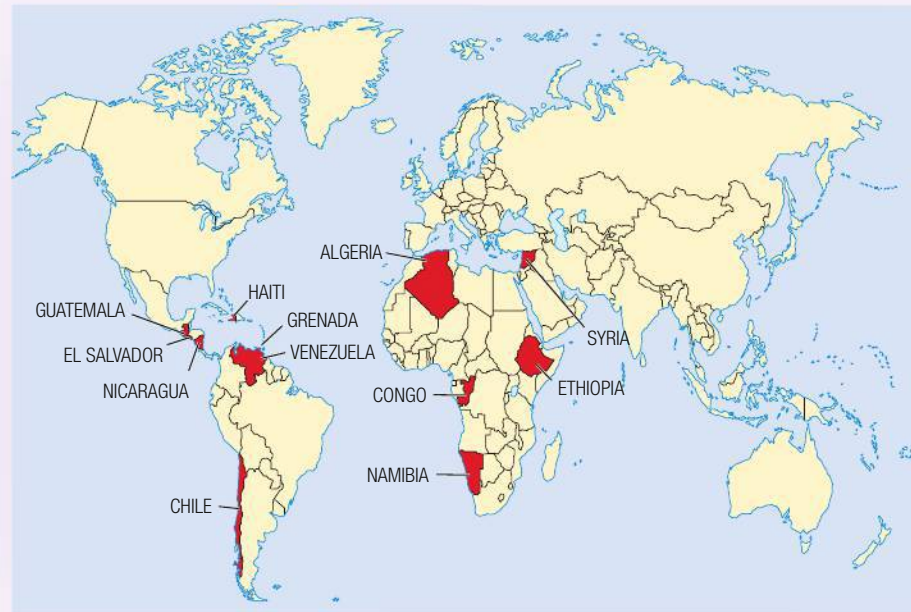 ALGERIA
HAITI
GUATEMALA
GRENADA
SYRIA
EL SALVADOR
VENEZUELA
NICARAGUA
CONGO
ETHIOPIA
NAMIBIA
CHILE